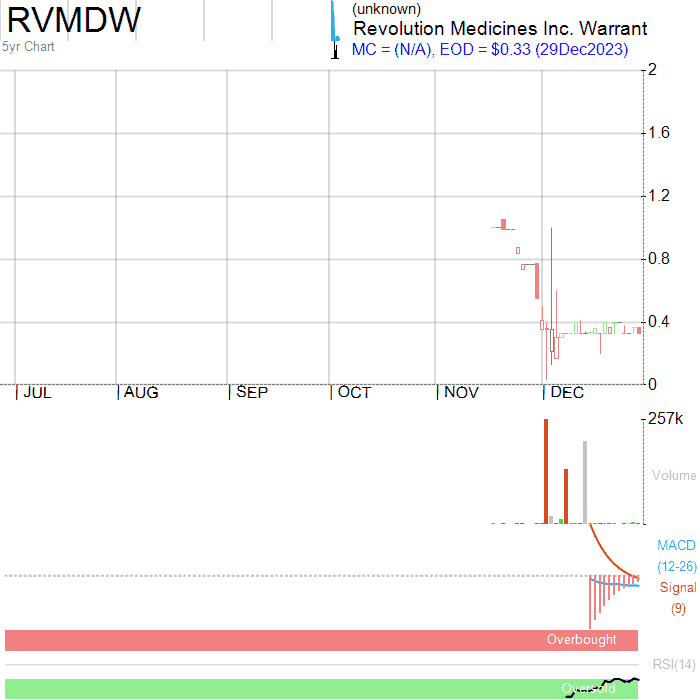 RVMDW
(unknown)
Revolution Medicines Inc. Warrant
5yr Chart
MC = (N/A), EOD = $0.33 (29Dec2023)
2
1.6
1.2
0.8
0.4
0
JUL AUG SEP OCT NOV DEC
257k
Volume
MACD
(12-26)
Signal
(9)
Overbought
RSI(14)
Oversold